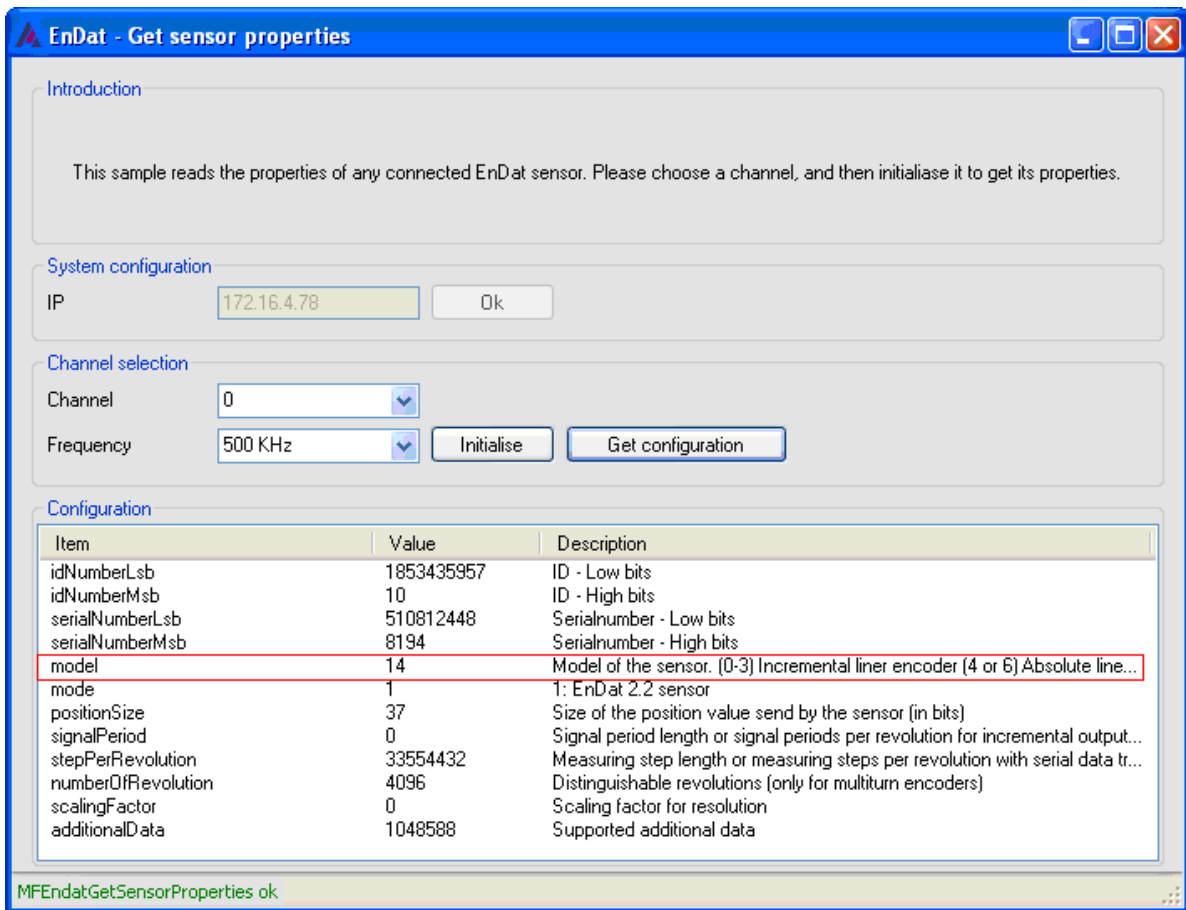 EnDat - Get sensor properties
Introduction
This sample reads the properties of any connected EnDat sensor. Please choose a channel, and then initialiase it to get its properties.
System configuration
IP 172.16.4.78 Ok
Channel selection
Channel 0
Frequency 500 KHz Initialise Get configuration
Configuration
Item Value Description
idNumberLsb 1853435957 ID - Low bits
idNumberMsb 10 ID - High bits
serialNumberLsb 510812448 Serialnumber - Low bits
serialNumberMsb 8194 Serialnumber - High bits
model 14 Model of the sensor. (0-3) Incremental liner encoder (4 or 6) Absolute line...
mode 1 1: EnDat 2.2 sensor
positionSize 37 Size of the position value send by the sensor (in bits)
signalPeriod 0 Signal period length or signal periods per revolution for incremental output...
stepPerRevolution 33554432 Measuring step length or measuring steps per revolution with serial data tr...
numberOfRevolution 4096 Distinguishable revolutions (only for multiturn encoders)
scalingFactor 0 Scaling factor for resolution
additionalData 1048588 Supported additional data
MFEndatGetSensorProperties ok